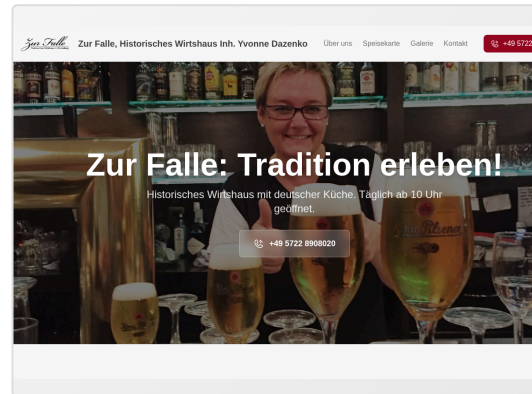 Zur Falle
Zur Falle, Historisches Wirtshaus Inh. Yvonne Dazenko
Über uns
Speisekarte
Galerie
Kontakt
+49 5722
Zur Falle: Tradition erleben!
Historisches Wirtshaus mit deutscher Küche. Täglich ab 10 Uhr
geöffnet.
+49 5722 8908020